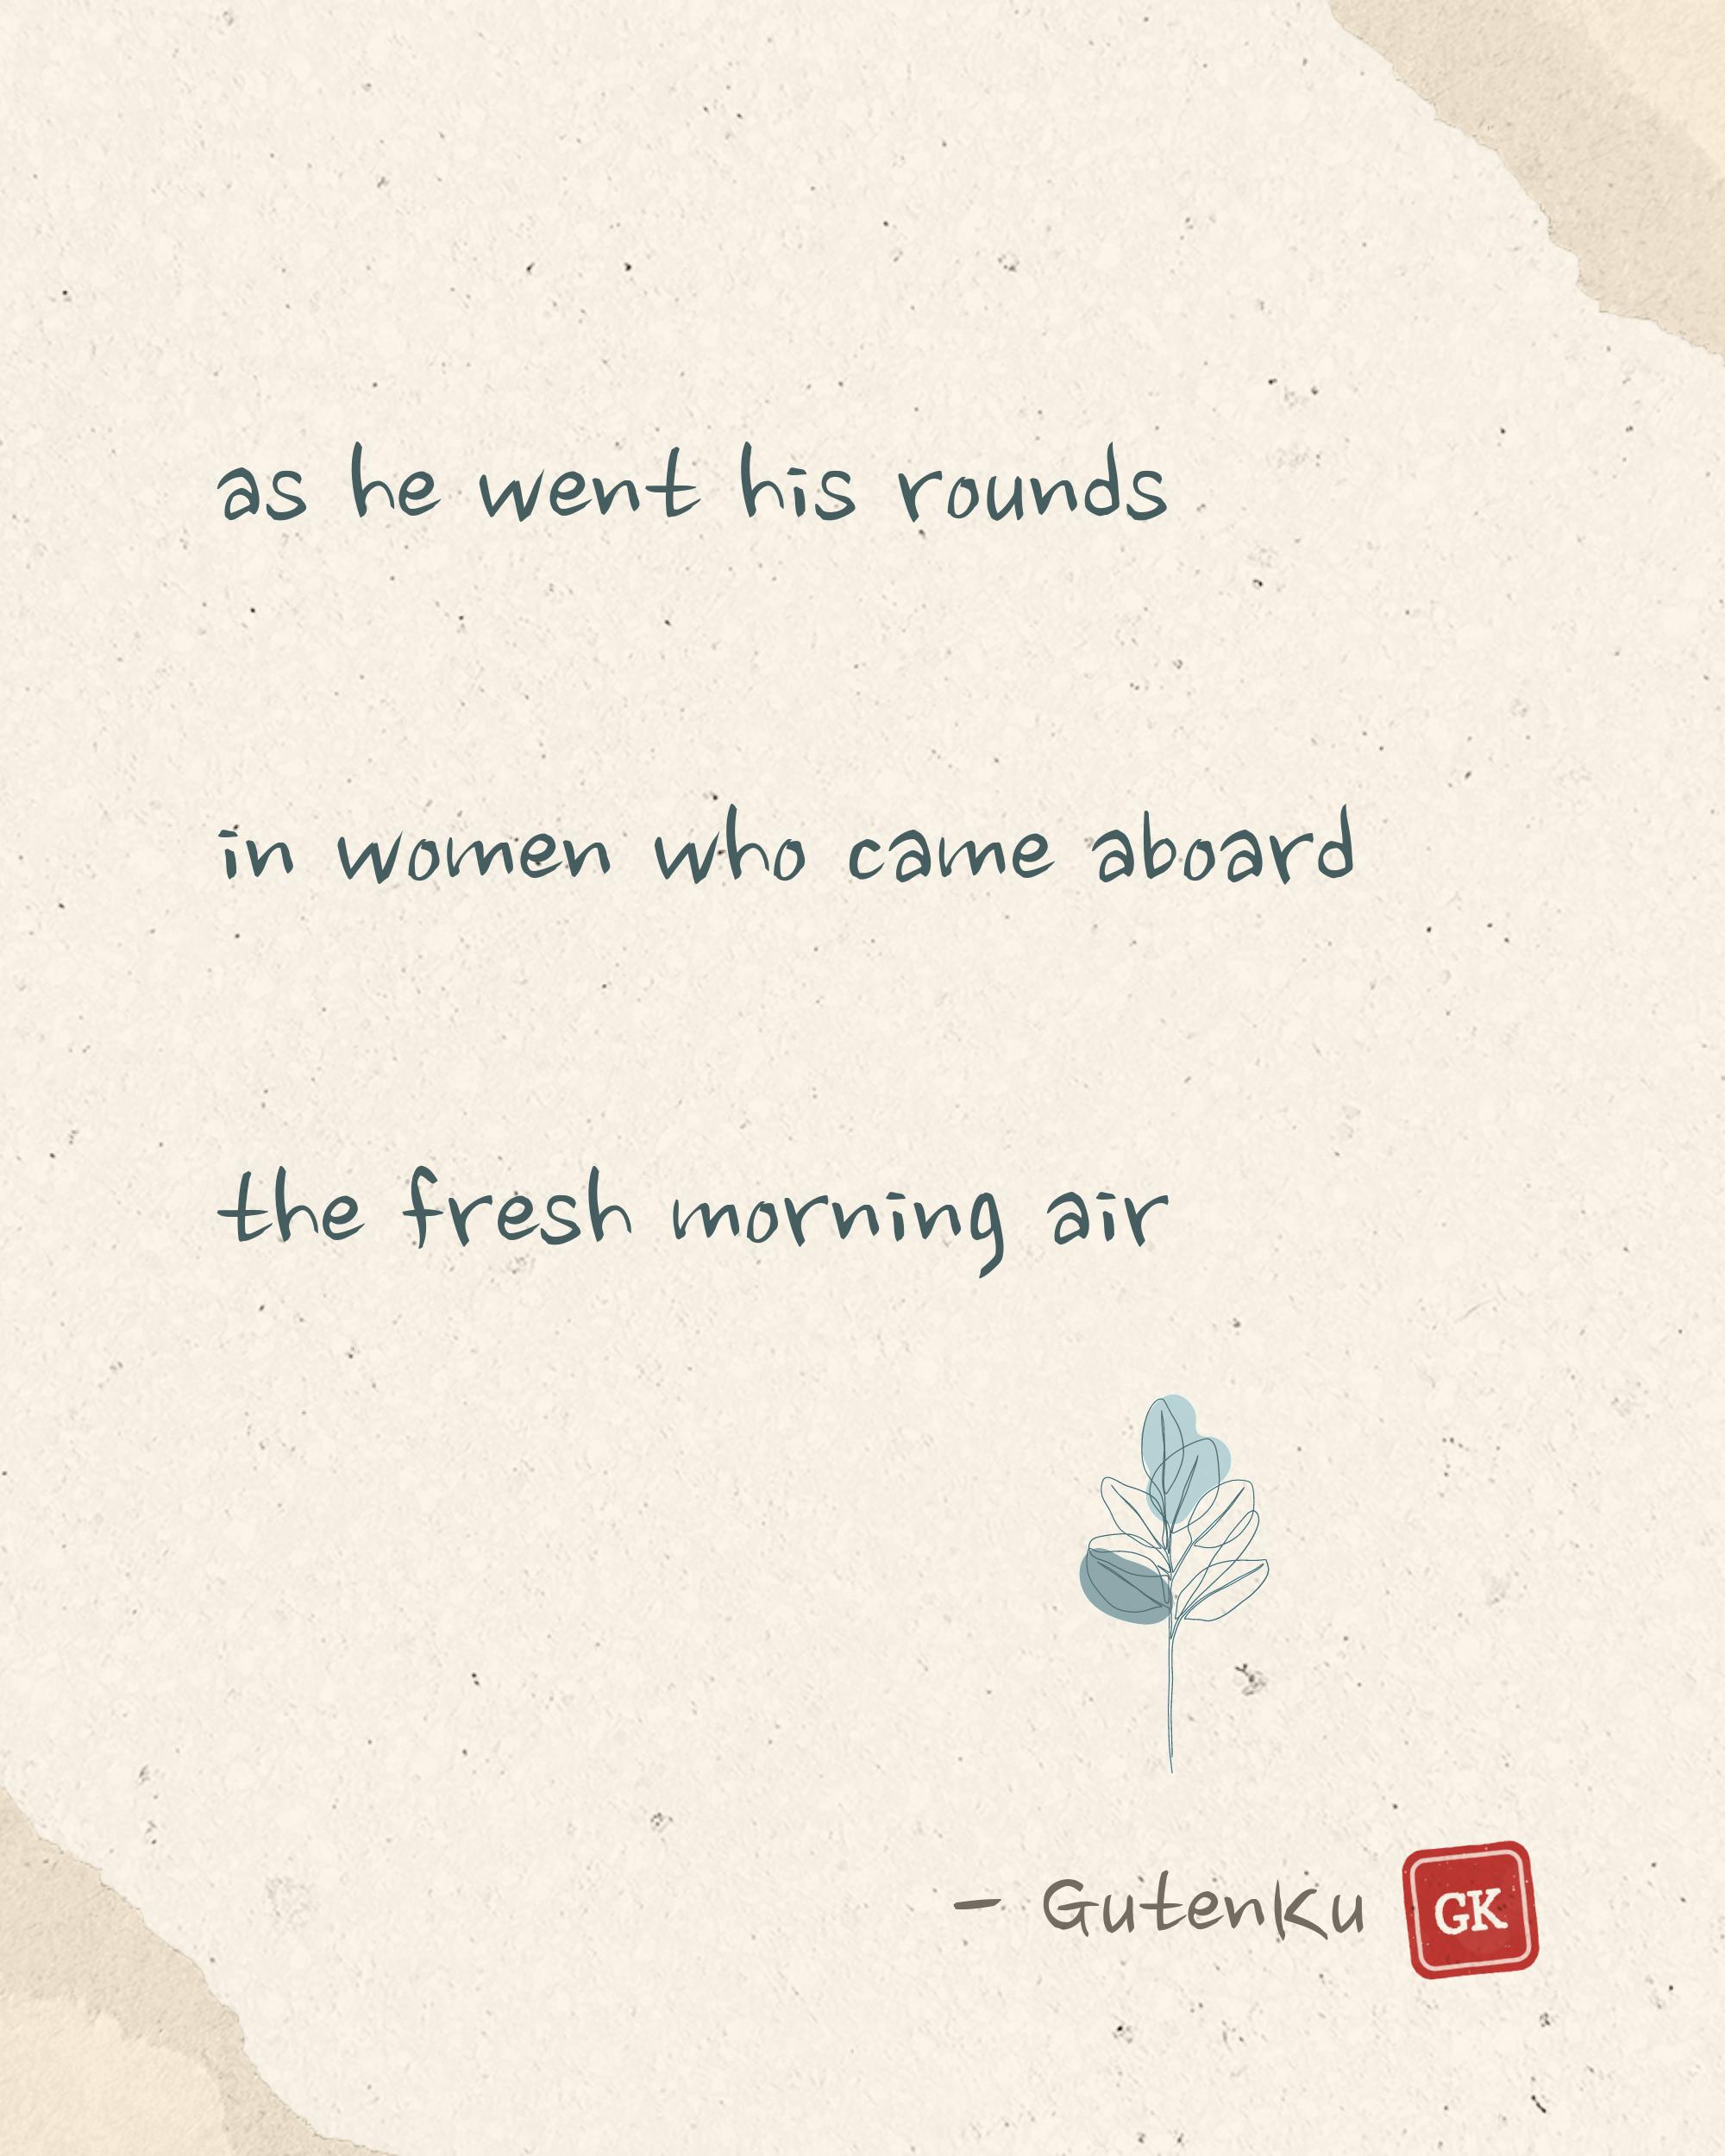 as he went his rounds
in women who came aboard
the fresh morning air
- GutenKu
GK